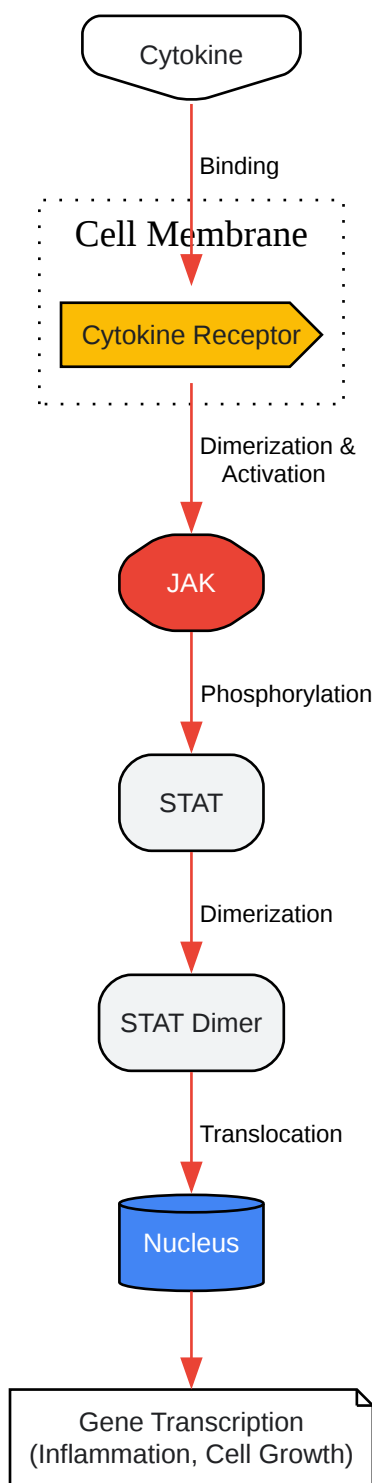 Cytokine
Binding
Cell Membrane
Cytokine Receptor
Dimerization &
Activation
JAK
Phosphorylation
STAT
Dimerization
STAT Dimer
Translocation
Nucleus
Gene Transcription
(Inflammation, Cell Growth)